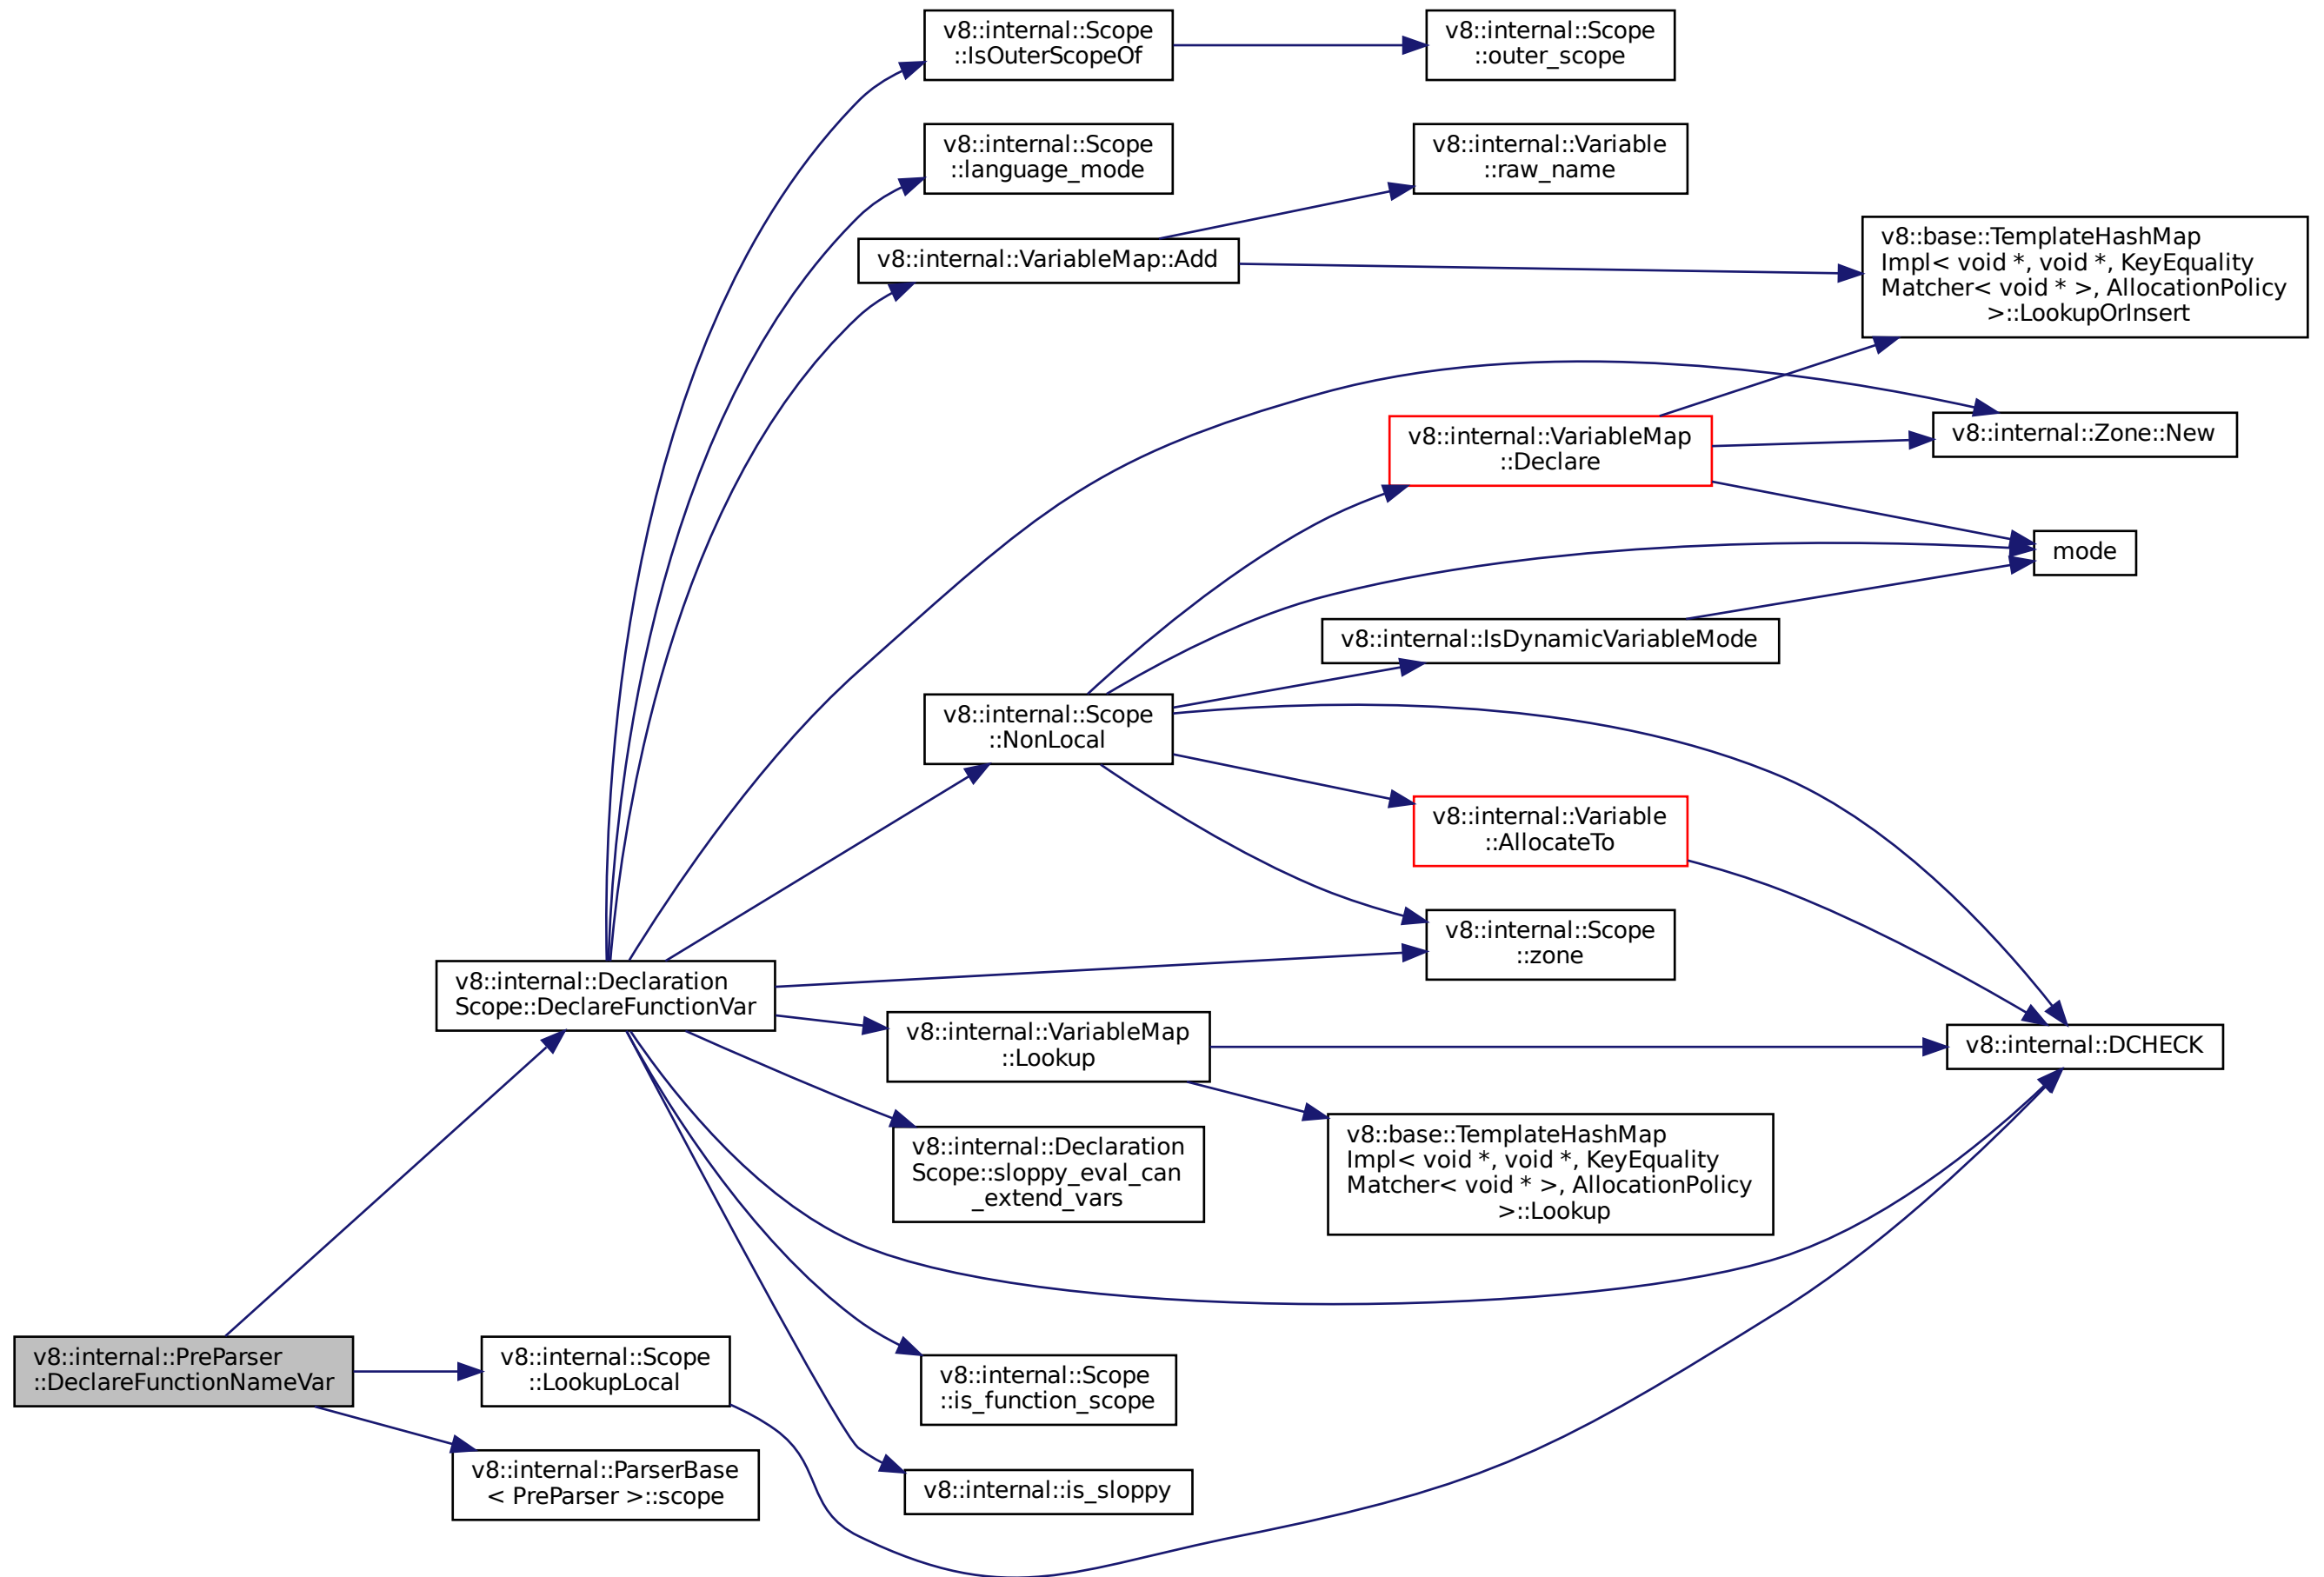 v8::internal::Scope
::IsOuterScopeOf
v8::internal::Scope
::outer_scope
v8::internal::Scope
::language_mode
v8::internal::Variable
::raw_name
v8::internal::VariableMap::Add
v8::base::TemplateHashMap
Impl< void *, void *, KeyEquality
Matcher< void * >, AllocationPolicy
>::LookupOrInsert
v8::internal::VariableMap
::Declare
v8::internal::Zone::New
mode
v8::internal::IsDynamicVariableMode
v8::internal::Scope
::NonLocal
v8::internal::Variable
::AllocateTo
v8::internal::Scope
::zone
v8::internal::Declaration
Scope::DeclareFunctionVar
v8::internal::VariableMap
::Lookup
v8::internal::DCHECK
v8::internal::Declaration
Scope::sloppy_eval_can
_extend_vars
v8::base::TemplateHashMap
Impl< void *, void *, KeyEquality
Matcher< void * >, AllocationPolicy
>::Lookup
v8::internal::PreParser
::DeclareFunctionNameVar
v8::internal::Scope
::LookupLocal
v8::internal::Scope
::is_function_scope
v8::internal::ParserBase
< PreParser >::scope
v8::internal::is_sloppy